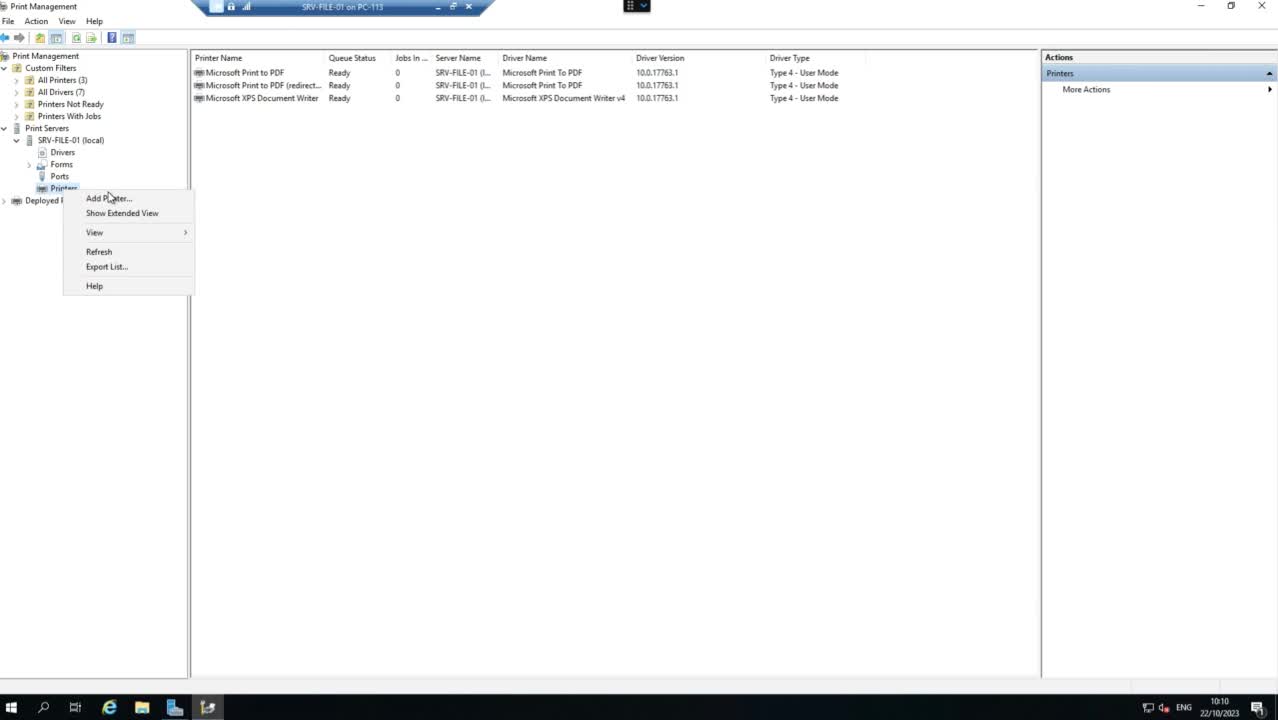 Print Management
SRV-FILE-01 on PC-113
File Action View Help
Print Management
Custom Filters
All Printers (3)
All Drivers (7)
Printers Not Ready
Printers With Jobs
Print Servers
SRV-FILE-01 (local)
Drivers
Forms
Ports
Printers
Deployed
Add Printer...
Show Extended View
View
Refresh
Export List...
Help
Printer Name Queue Status Jobs In ... Server Name Driver Name Driver Version Driver Type
Microsoft Print to PDF Ready 0 SRV-FILE-01 (l... Microsoft Print To PDF 10.0.17763.1 Type 4 - User Mode
Microsoft Print to PDF (redirect... Ready 0 SRV-FILE-01 (l... Microsoft Print To PDF 10.0.17763.1 Type 4 - User Mode
Microsoft XPS Document Writer Ready 0 SRV-FILE-01 (l... Microsoft XPS Document Writer v4 10.0.17763.1 Type 4 - User Mode
Actions
Printers
More Actions
ENG
10:10
22/10/2023
1